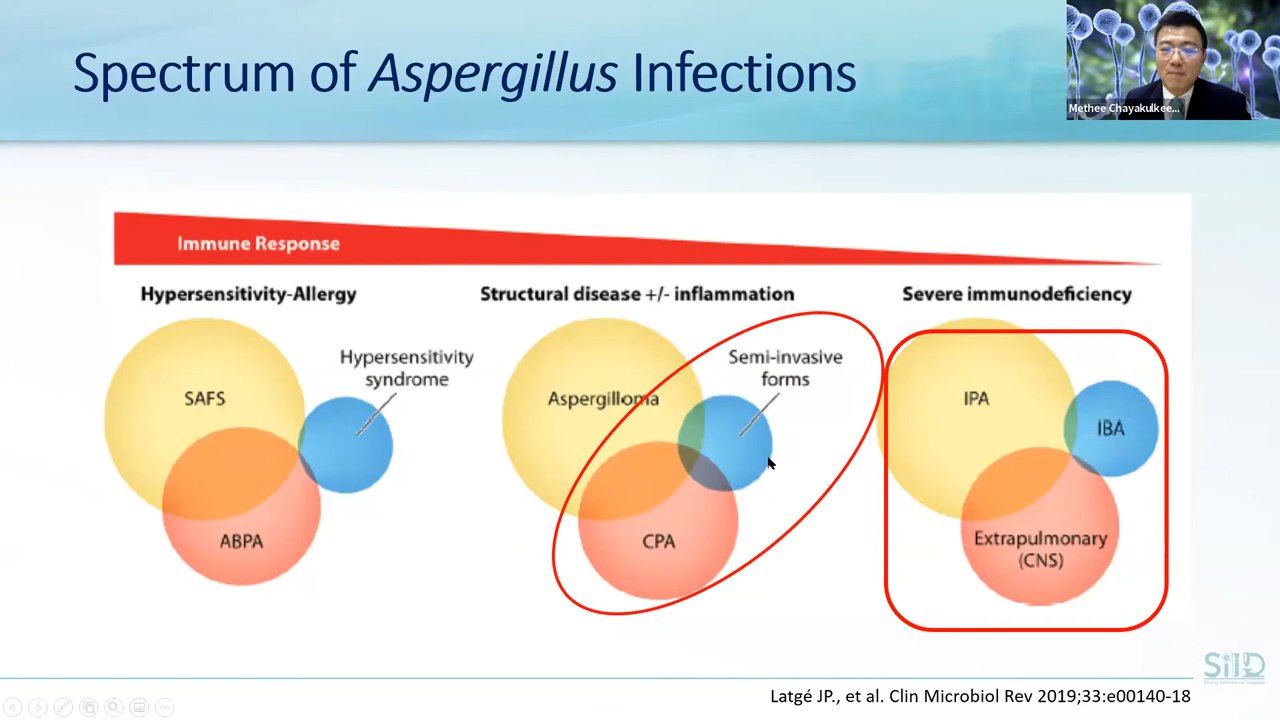 Spectrum of Aspergillus Infections
Methee Chayakulkee...
Immune Response
Hypersensitivity-Allergy
Structural disease +/- inflammation
Severe immunodeficiency
SAFS
Hypersensitivity
syndrome
ABPA
Aspergilloma
Semi-invasive
forms
CPA
IPA
IBA
Extrapulmonary
(CNS)
SiID
Latgé JP., et al. Clin Microbiol Rev 2019;33:e00140-18